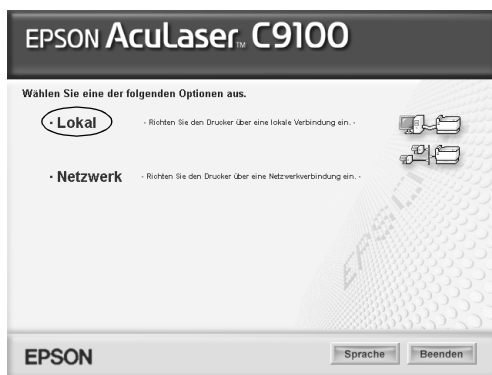 EPSON AcuLaser™ C9100
Wählen Sie eine der folgenden Optionen aus.
· Lokal - Richten Sie den Drucker über eine lokale Verbindung ein. -
· Netzwerk - Richten Sie den Drucker über eine Netzwerkverbindung ein. -
EPSON
EPSON Sprache Beenden